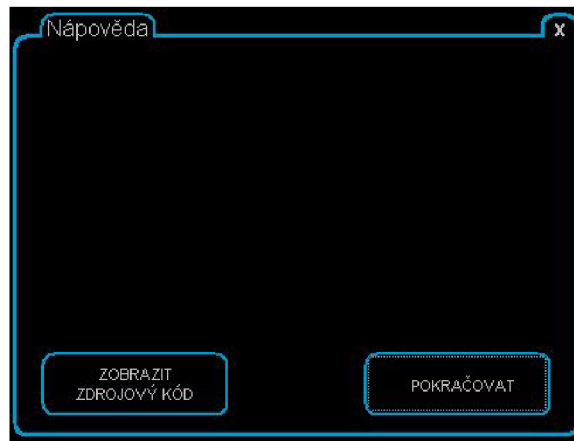 Nápověda
X
ZOBRAZIT
ZDROJOVÝ KÓD
POKRAČOVAT